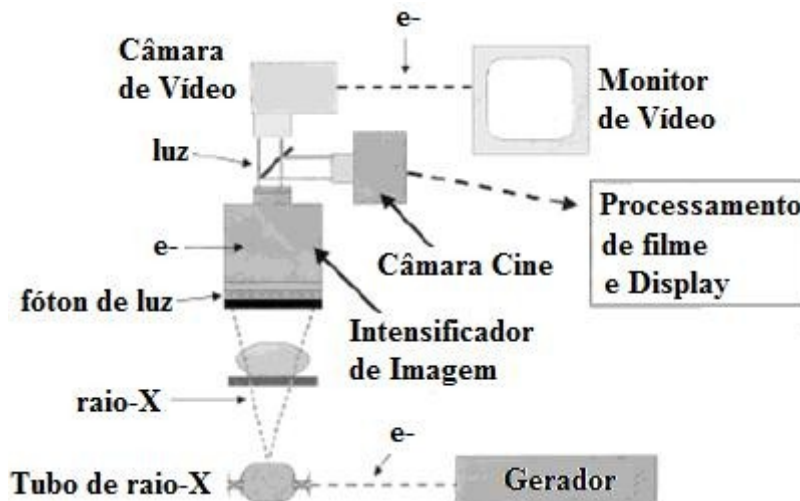 e-
Câmara
de Vídeo
Monitor
de Vídeo
luz
Processamento
de filme
e Display
e-
Câmara Cine
fóton de luz
Intensificador
de Imagem
raio-X
e-
Tubo de raio-X
Gerador